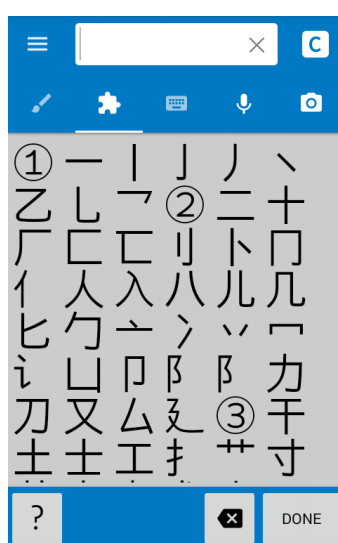 C
① 一 丨 亅 丿 丶
乙 乚 乛 ② 二 十
厂 匚 匸 刂 卜 冂
亻 人 入 八 儿 几
匕 勹 亠 冫 丷 冖
讠 凵 卩 阝 阝 力
刀 又 厶 廴 ③ 干
土 士 工 扌 艹 寸
? DONE